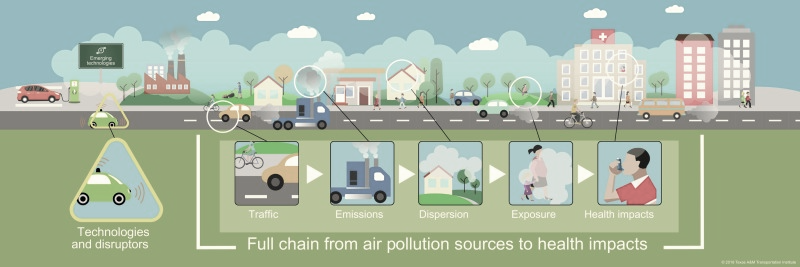 Emerging
technologies
Traffic
Emissions
Dispersion
Exposure
Health impacts
Technologies
and disruptors
Full chain from air pollution sources to health impacts
© 2019 Texas A&M Transportation Institute